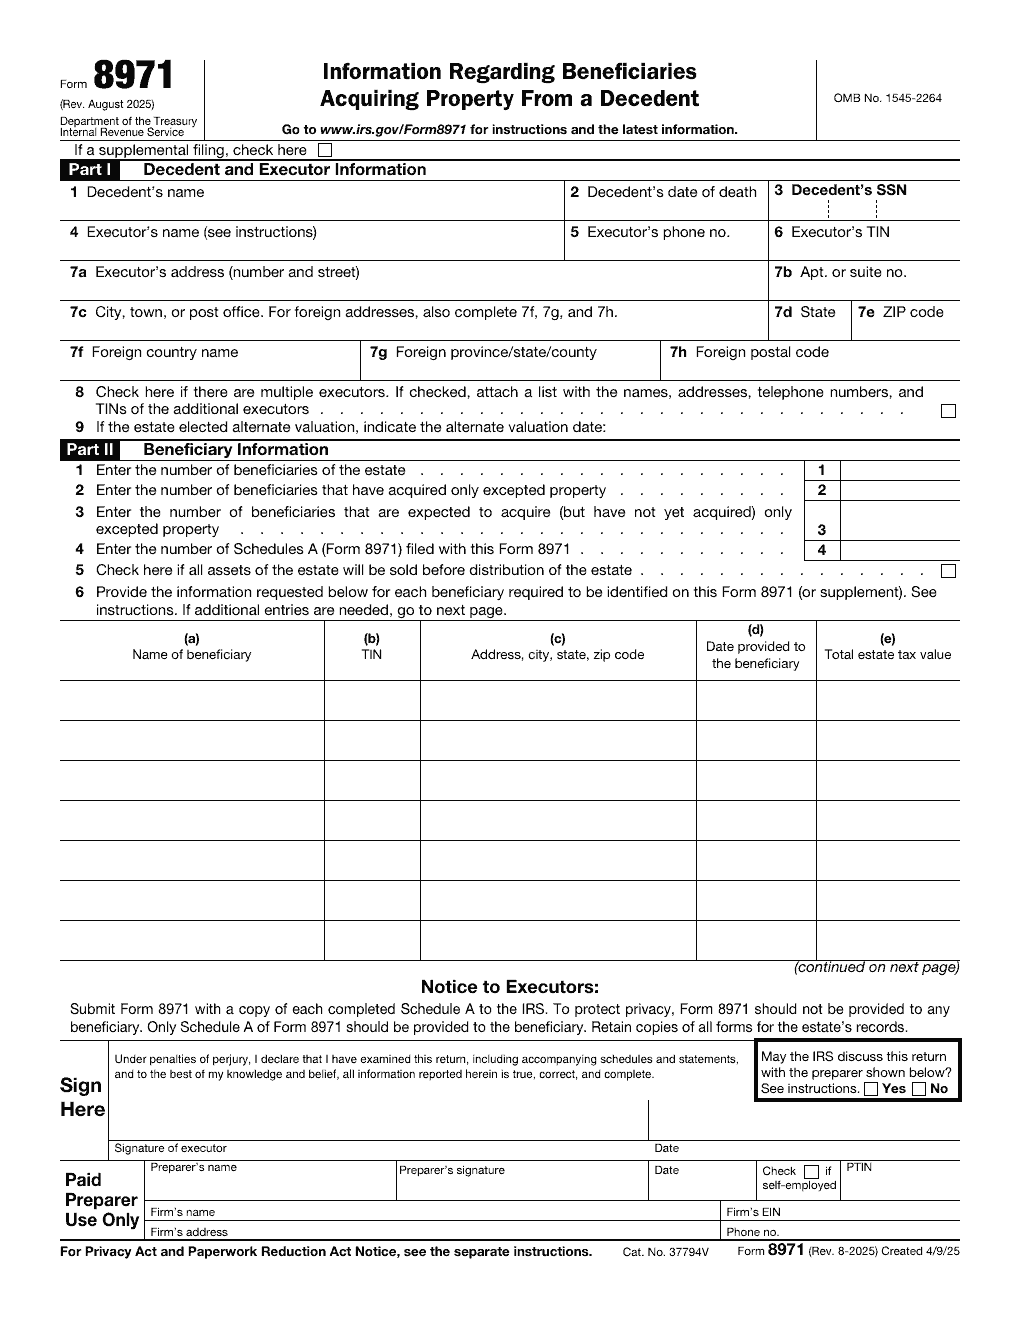 Form 8971
(Rev. August 2025)
Department of the Treasury
Internal Revenue Service
Information Regarding Beneficiaries
Acquiring Property From a Decedent
Go to www.irs.gov/Form8971 for instructions and the latest information.
OMB No. 1545-2264
If a supplemental filing, check here
Part I Decedent and Executor Information
1 Decedent's name
2 Decedent's date of death
3 Decedent's SSN
4 Executor's name (see instructions)
5 Executor's phone no.
6 Executor's TIN
7a Executor's address (number and street)
7b Apt. or suite no.
7c City, town, or post office. For foreign addresses, also complete 7f, 7g, and 7h.
7d State
7e ZIP code
7f Foreign country name
7g Foreign province/state/county
7h Foreign postal code
8 Check here if there are multiple executors. If checked, attach a list with the names, addresses, telephone numbers, and
TINs of the additional executors . . . . . . . . . . . . . . . . . . . . . . . . . . . . . .
9 If the estate elected alternate valuation, indicate the alternate valuation date:
Part II Beneficiary Information
1 Enter the number of beneficiaries of the estate . . . . . . . . . . . . . . . . . . 1
2 Enter the number of beneficiaries that have acquired only excepted property . . . . . . . . . 2
3 Enter the number of beneficiaries that are expected to acquire (but have not yet acquired) only
excepted property . . . . . . . . . . . . . . . . . . . . . . . . . 3
4 Enter the number of Schedules A (Form 8971) filed with this Form 8971 . . . . . . . . . . 4
5 Check here if all assets of the estate will be sold before distribution of the estate . . . . . . . . . . . . . . .
6 Provide the information requested below for each beneficiary required to be identified on this Form 8971 (or supplement). See
instructions. If additional entries are needed, go to next page.
(a)
Name of beneficiary
(b)
TIN
(c)
Address, city, state, zip code
(d)
Date provided to
the beneficiary
(e)
Total estate tax value
(continued on next page)
Notice to Executors:
Submit Form 8971 with a copy of each completed Schedule A to the IRS. To protect privacy, Form 8971 should not be provided to any
beneficiary. Only Schedule A of Form 8971 should be provided to the beneficiary. Retain copies of all forms for the estate's records.
Sign
Here
Under penalties of perjury, I declare that I have examined this return, including accompanying schedules and statements,
and to the best of my knowledge and belief, all information reported herein is true, correct, and complete.
May the IRS discuss this return
with the preparer shown below?
See instructions. Yes No
Signature of executor
Date
Paid
Preparer
Use Only
Preparer's name
Preparer's signature
Date
Check if
self-employed
PTIN
Firm's name
Firm's EIN
Firm's address
Phone no.
For Privacy Act and Paperwork Reduction Act Notice, see the separate instructions.
Cat. No. 37794V
Form 8971 (Rev. 8-2025) Created 4/9/25